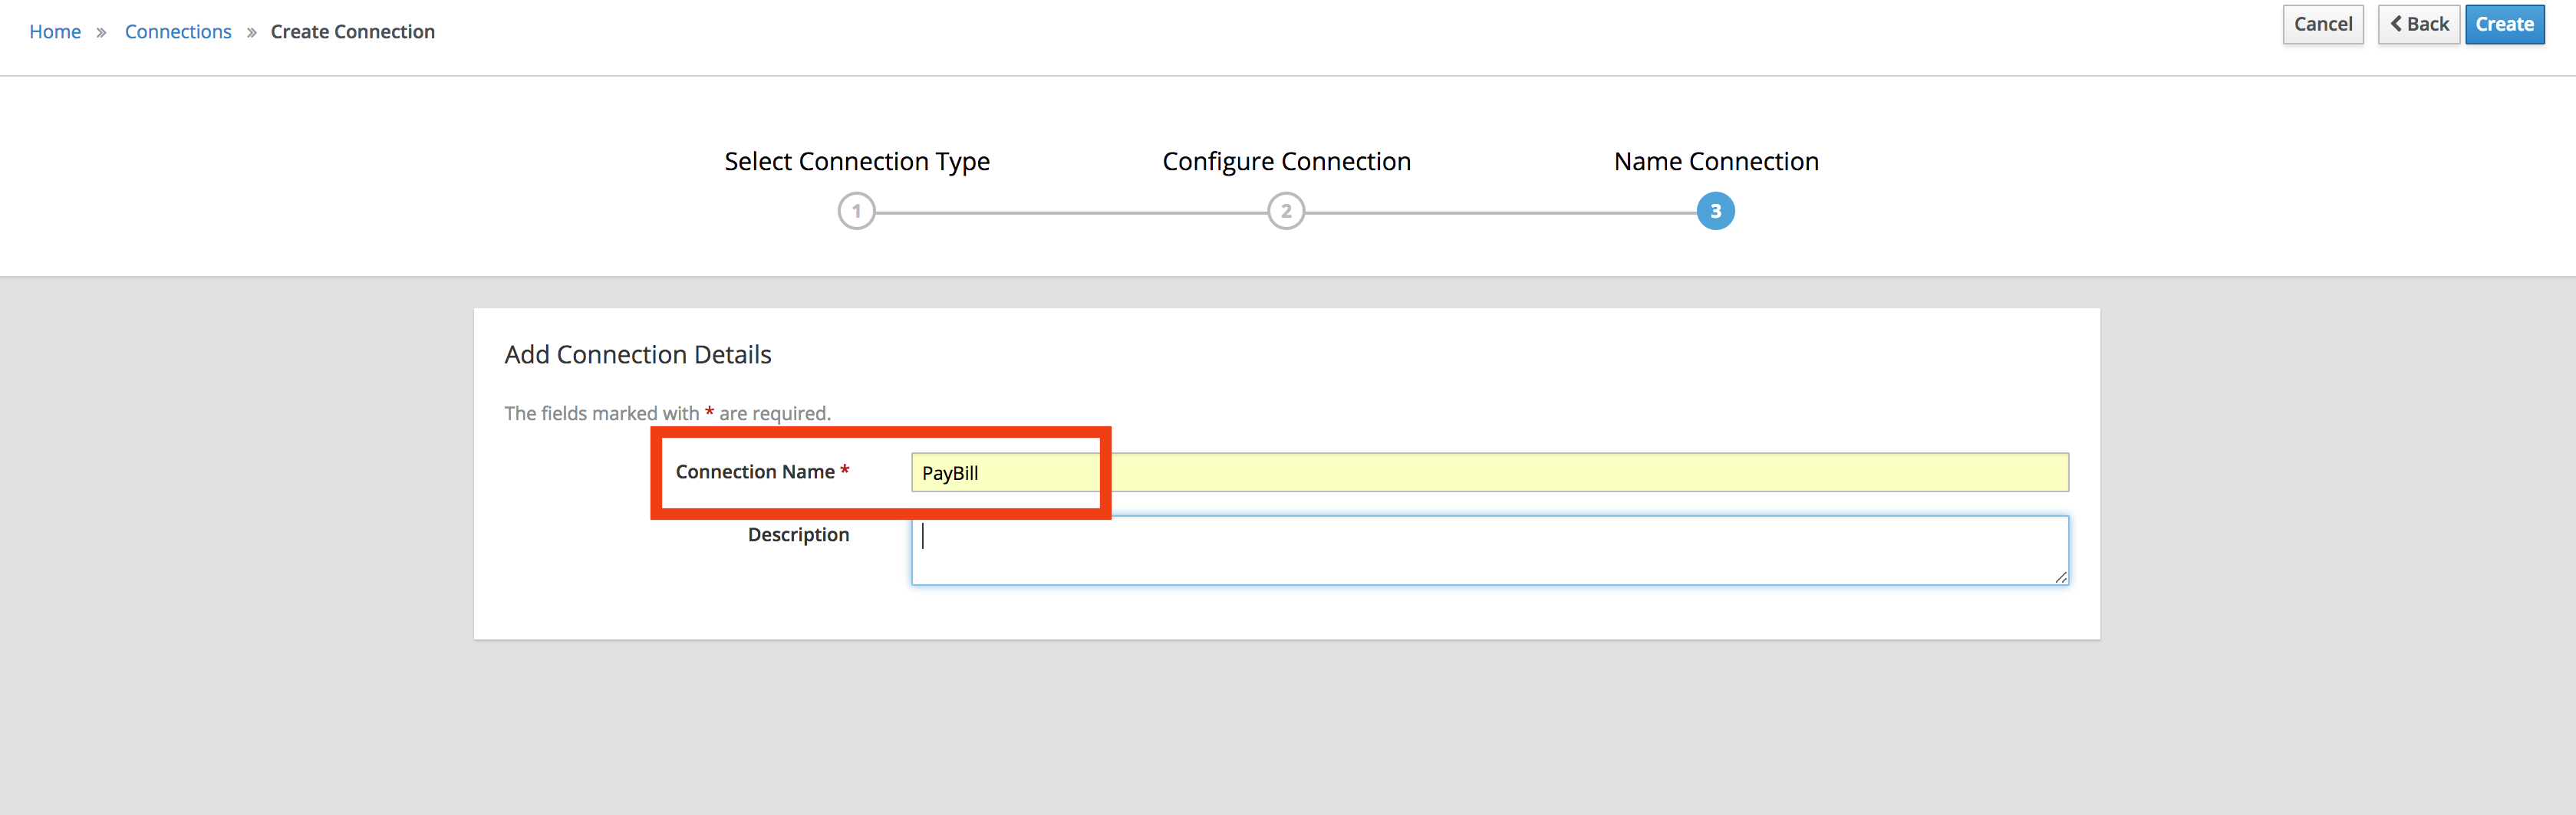 Home » Connections » Create Connection
Cancel Back Create
Select Connection Type Configure Connection Name Connection
1 2 3
Add Connection Details
The fields marked with * are required.
Connection Name * PayBill
Description